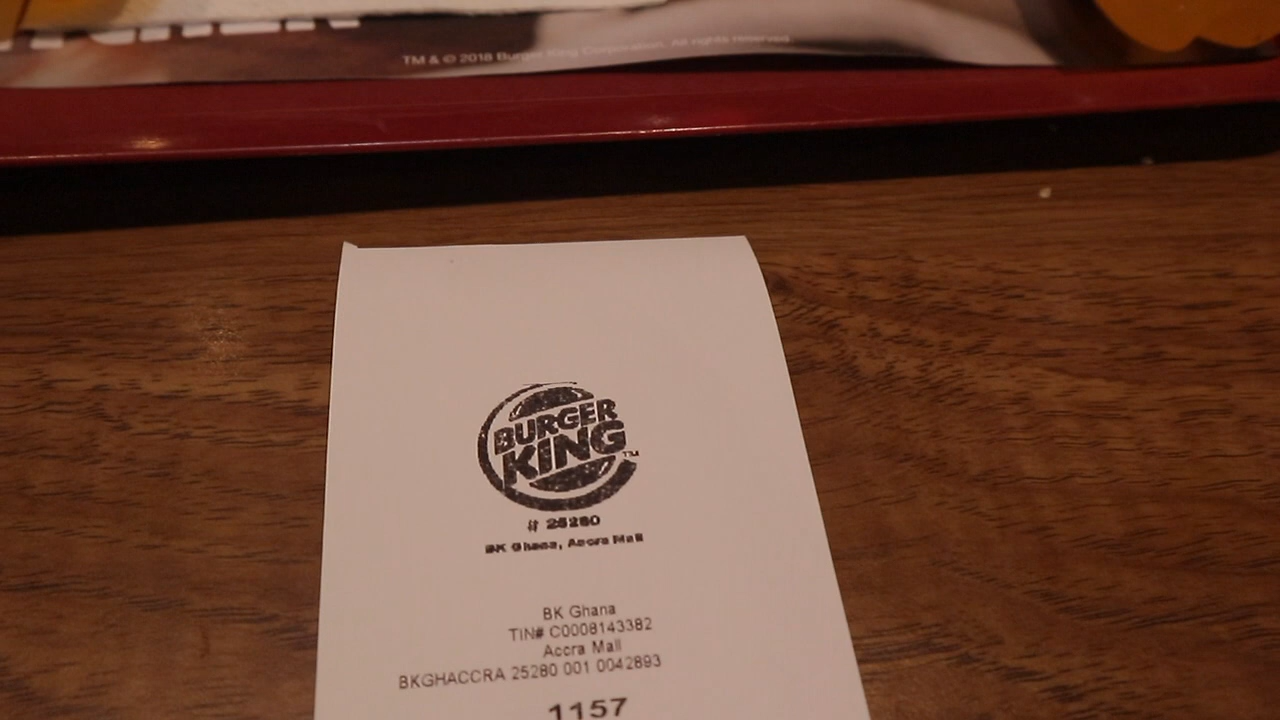 TM & © 2018 Burger King Corporation. All rights reserved.
BURGER
KING™
# 25280
BK Ghana, Accra Mall
BK Ghana
TIN# C0008143382
Accra Mall
BKGHACCRA 25280 001 0042893
1157